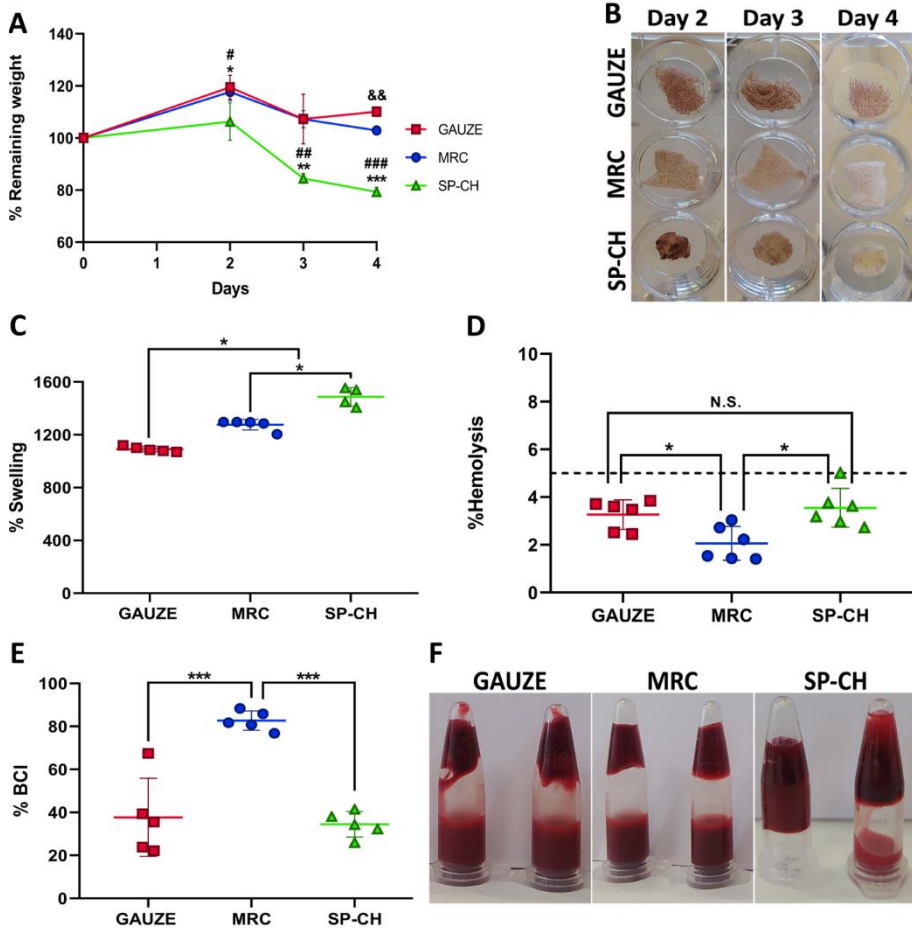 A
% Remaining weight
140
120
100
80
60
#
*
##
**
&&
###
***
0
1
2
3
4
Days
GAUZE
MRC
SP-CH
B
Day 2 Day 3 Day 4
GAUZE
MRC
SP-CH
C
% Swelling
1600
1200
800
400
0
*
*
GAUZE MRC SP-CH
D
%Hemolysis
10
8
6
4
2
0
N.S.
* *
GAUZE MRC SP-CH
E
% BCI
100
80
60
40
20
0
*** ***
GAUZE MRC SP-CH
F
GAUZE MRC SP-CH